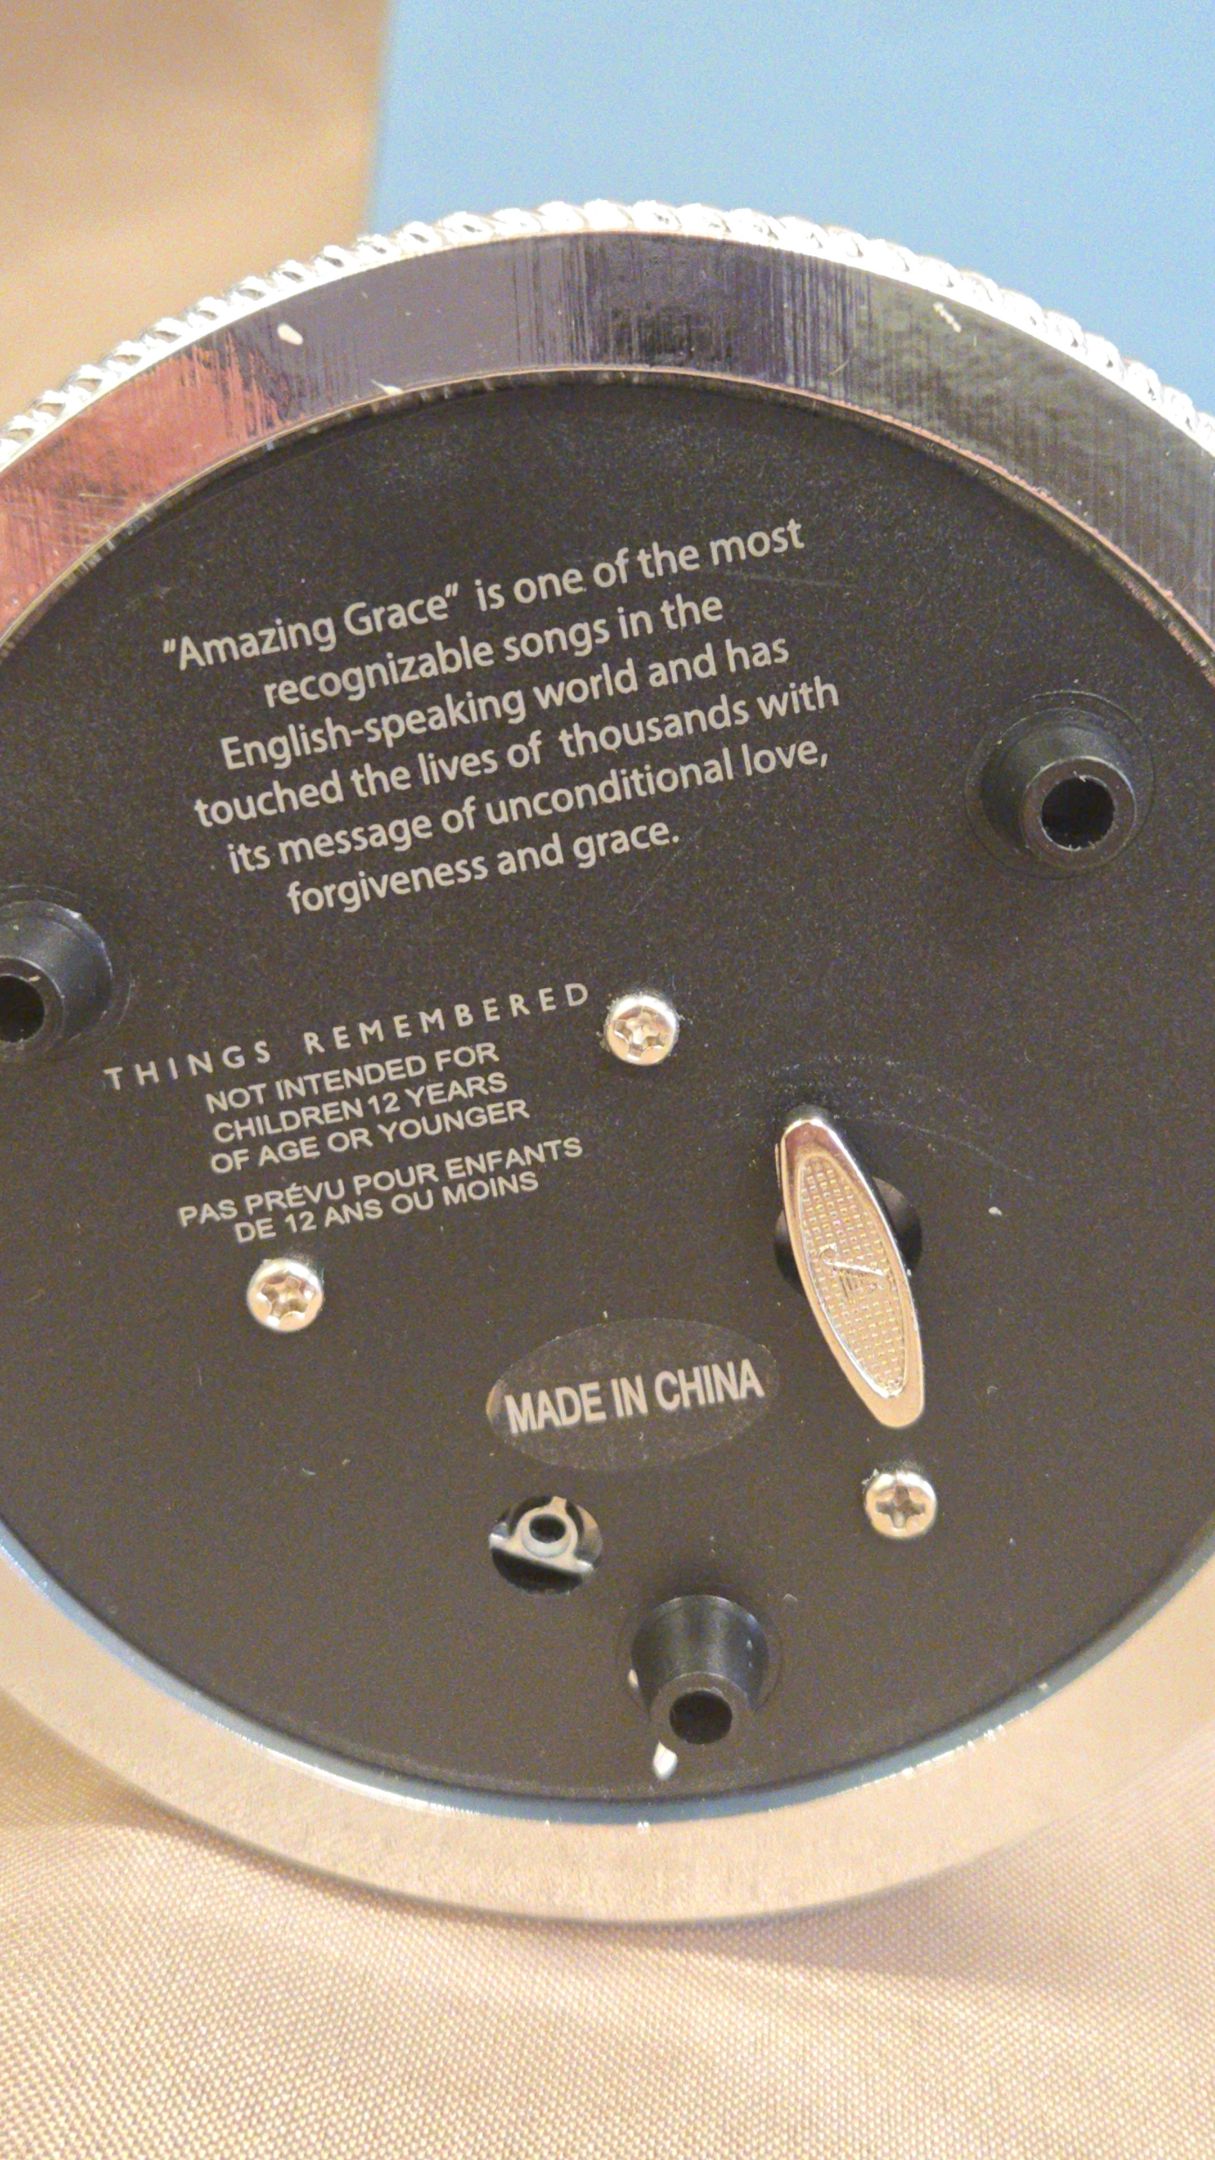 "Amazing Grace" is one of the most
recognizable songs in the
English-speaking world and has
touched the lives of thousands with
its message of unconditional love,
forgiveness and grace.
THINGS REMEMBERED
NOT INTENDED FOR
CHILDREN 12 YEARS
OF AGE OR YOUNGER
PAS PRÉVU POUR ENFANTS
DE 12 ANS OU MOINS
MADE IN CHINA